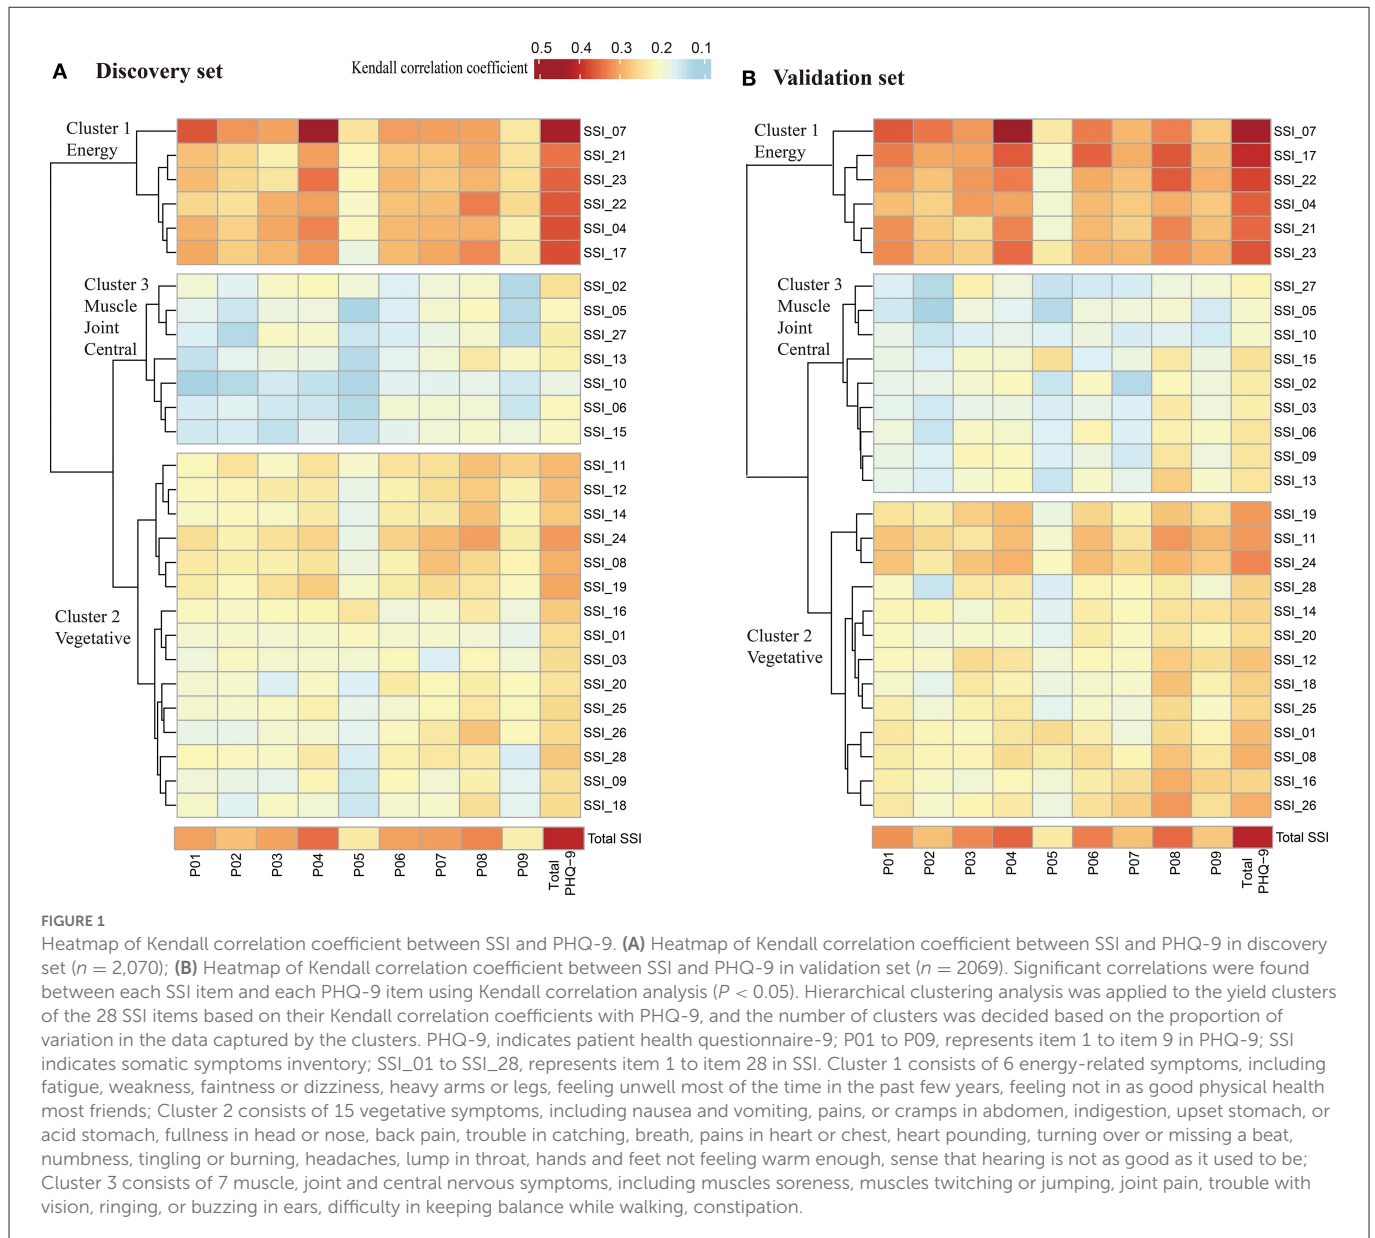 A Discovery set
Kendall correlation coefficient
0.5 0.4 0.3 0.2 0.1
Cluster 1
Energy
SSI_07
SSI_21
SSI_23
SSI_22
SSI_04
SSI_17
Cluster 3
Muscle
Joint
Central
SSI_02
SSI_05
SSI_27
SSI_13
SSI_10
SSI_06
SSI_15
Cluster 2
Vegetative
SSI_11
SSI_12
SSI_14
SSI_24
SSI_08
SSI_19
SSI_16
SSI_01
SSI_03
SSI_20
SSI_25
SSI_26
SSI_28
SSI_09
SSI_18
Total SSI
P01
P02
P03
P04
P05
P06
P07
P08
P09
Total
PHQ-9
B Validation set
Cluster 1
Energy
SSI_07
SSI_17
SSI_22
SSI_04
SSI_21
SSI_23
Cluster 3
Muscle
Joint
Central
SSI_27
SSI_05
SSI_10
SSI_15
SSI_02
SSI_03
SSI_06
SSI_09
SSI_13
Cluster 2
Vegetative
SSI_19
SSI_11
SSI_24
SSI_28
SSI_14
SSI_20
SSI_12
SSI_18
SSI_25
SSI_01
SSI_08
SSI_16
SSI_26
Total SSI
P01
P02
P03
P04
P05
P06
P07
P08
P09
Total
PHQ-9
FIGURE 1
Heatmap of Kendall correlation coefficient between SSI and PHQ-9. (A) Heatmap of Kendall correlation coefficient between SSI and PHQ-9 in discovery
set (n = 2,070); (B) Heatmap of Kendall correlation coefficient between SSI and PHQ-9 in validation set (n = 2069). Significant correlations were found
between each SSI item and each PHQ-9 item using Kendall correlation analysis (P < 0.05). Hierarchical clustering analysis was applied to the yield clusters
of the 28 SSI items based on their Kendall correlation coefficients with PHQ-9, and the number of clusters was decided based on the proportion of
variation in the data captured by the clusters. PHQ-9, indicates patient health questionnaire-9; P01 to P09, represents item 1 to item 9 in PHQ-9; SSI
indicates somatic symptoms inventory; SSI_01 to SSI_28, represents item 1 to item 28 in SSI. Cluster 1 consists of 6 energy-related symptoms, including
fatigue, weakness, faintness or dizziness, heavy arms or legs, feeling unwell most of the time in the past few years, feeling not in as good physical health
most friends; Cluster 2 consists of 15 vegetative symptoms, including nausea and vomiting, pains, or cramps in abdomen, indigestion, upset stomach, or
acid stomach, fullness in head or nose, back pain, trouble in catching, breath, pains in heart or chest, heart pounding, turning over or missing a beat,
numbness, tingling or burning, headaches, lump in throat, hands and feet not feeling warm enough, sense that hearing is not as good as it used to be;
Cluster 3 consists of 7 muscle, joint and central nervous symptoms, including muscles soreness, muscles twitching or jumping, joint pain, trouble with
vision, ringing, or buzzing in ears, difficulty in keeping balance while walking, constipation.